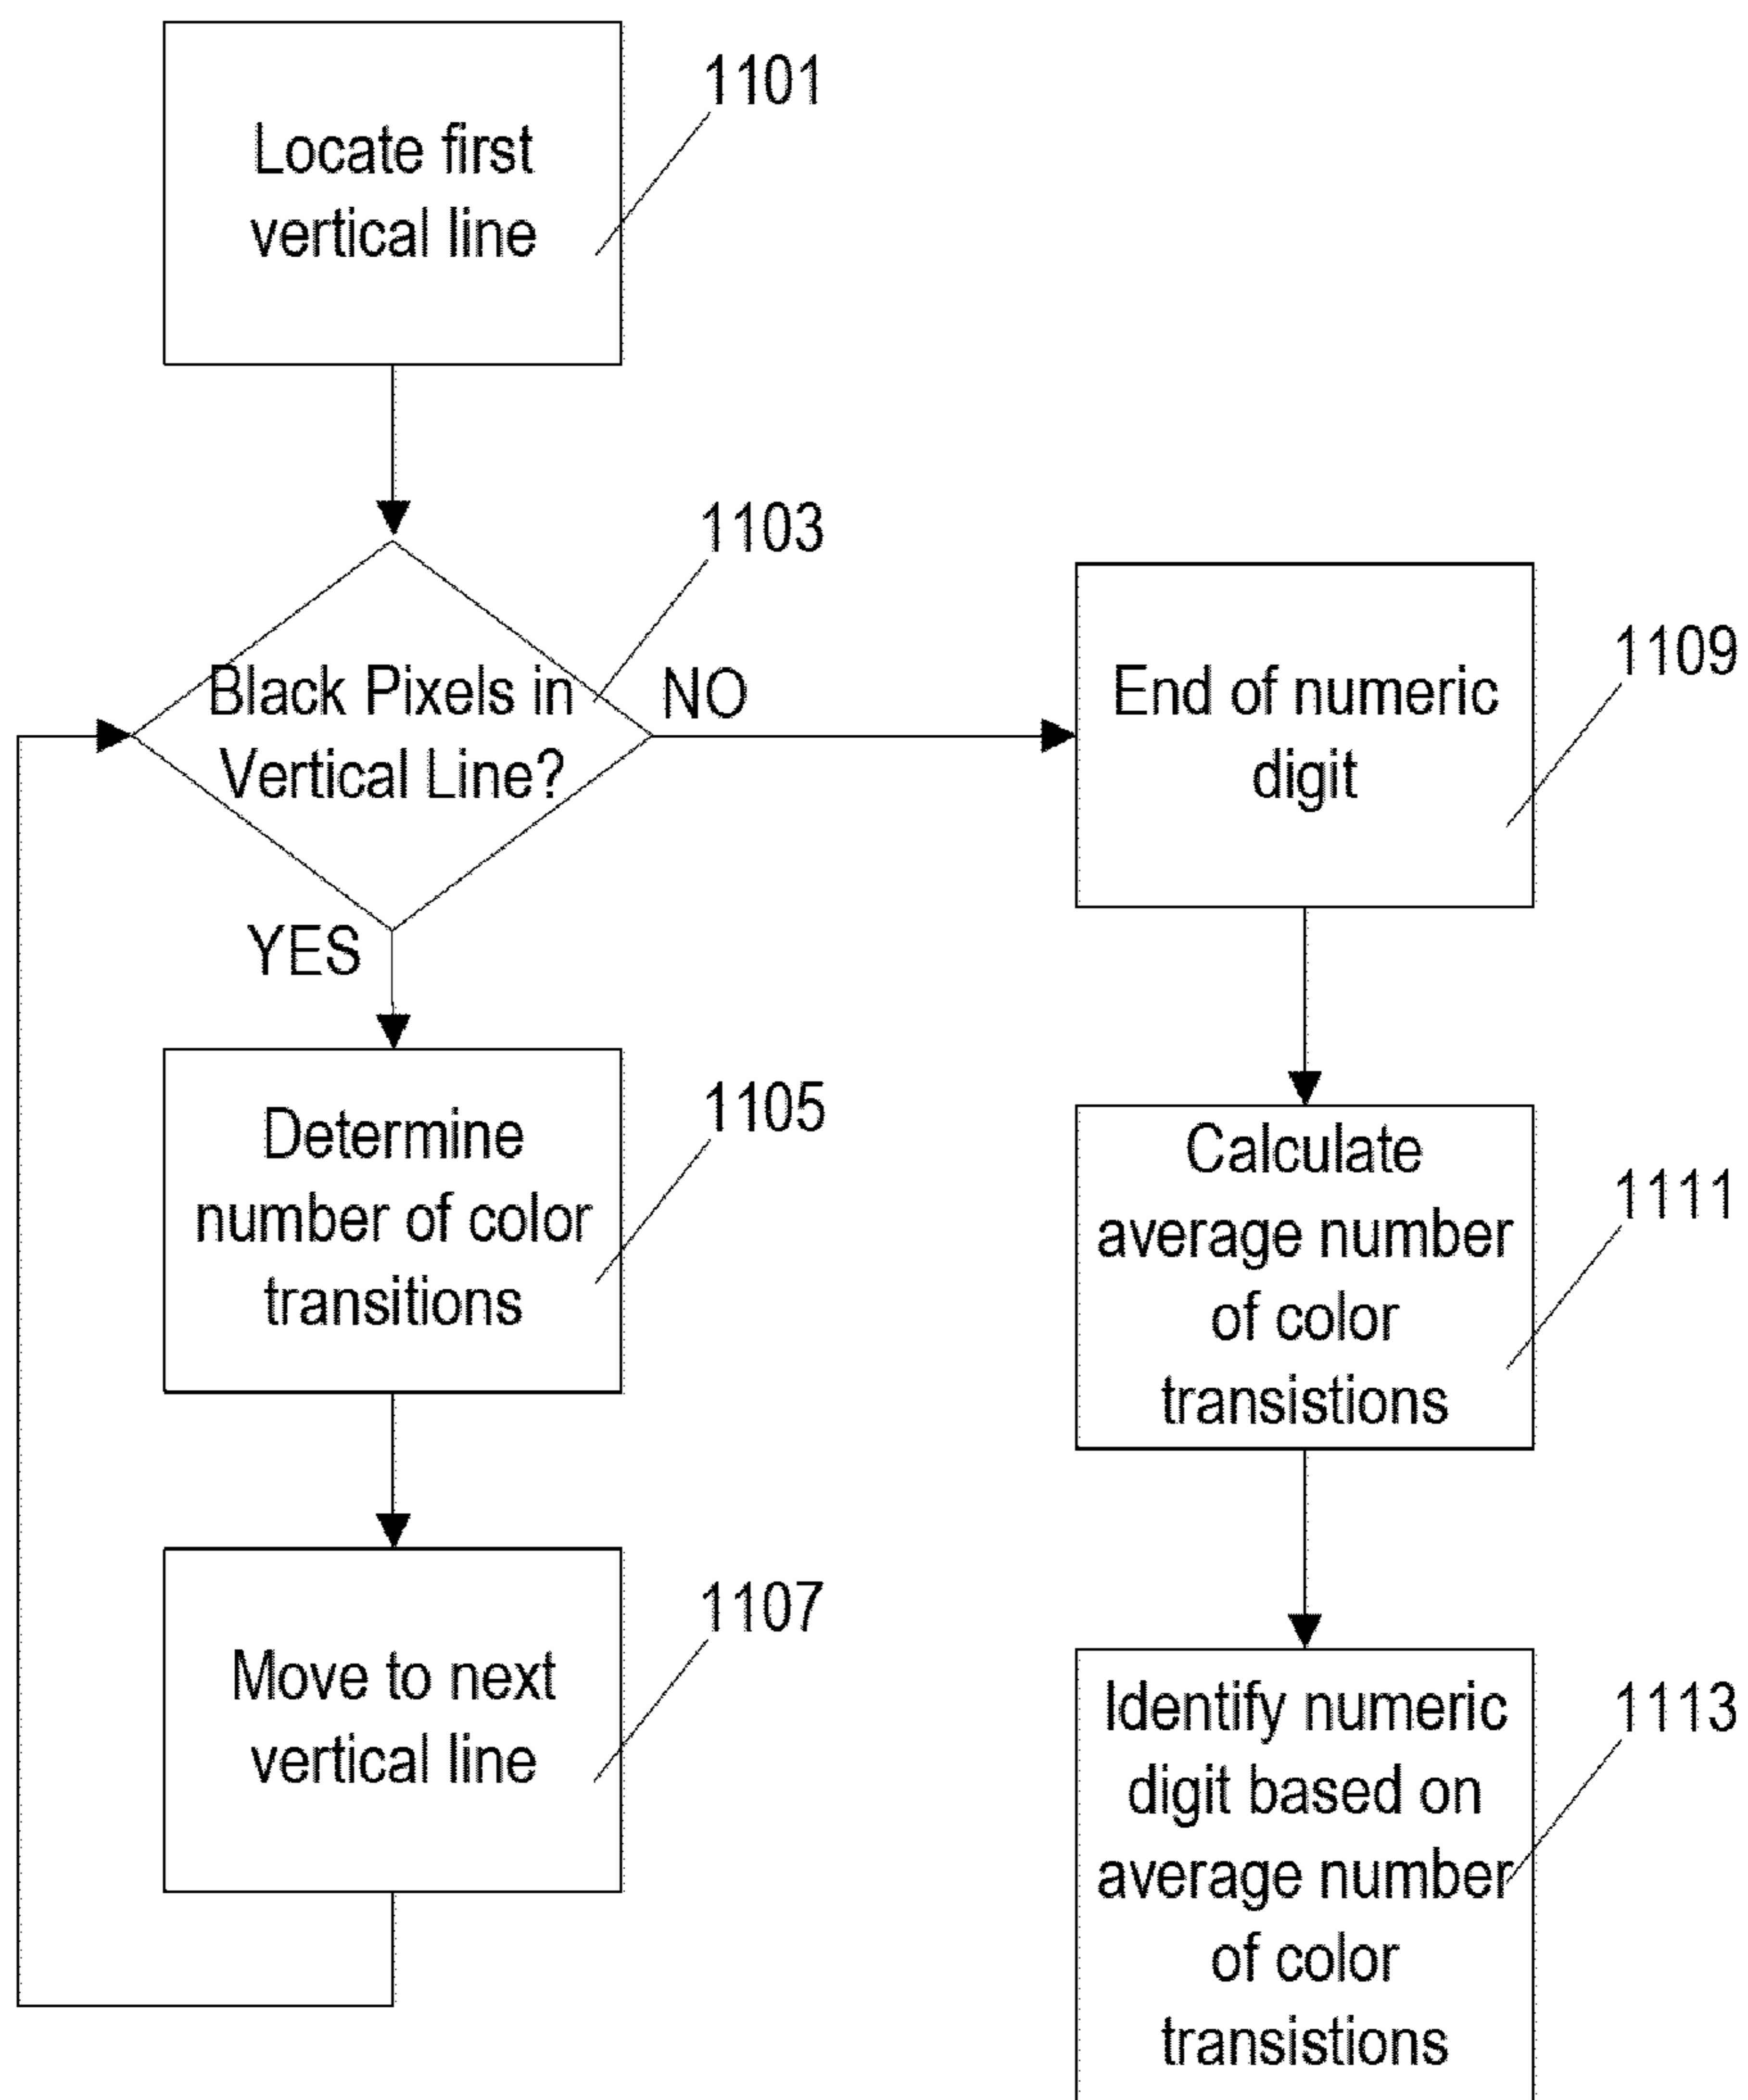 Locate first
vertical line
1101
Black Pixels in
Vertical Line?
1103
NO
YES
Determine
number of color
transitions
1105
Move to next
vertical line
1107
End of numeric
digit
1109
Calculate
average number
of color
transistions
1111
Identify numeric
digit based on
average number
of color
transistions
1113